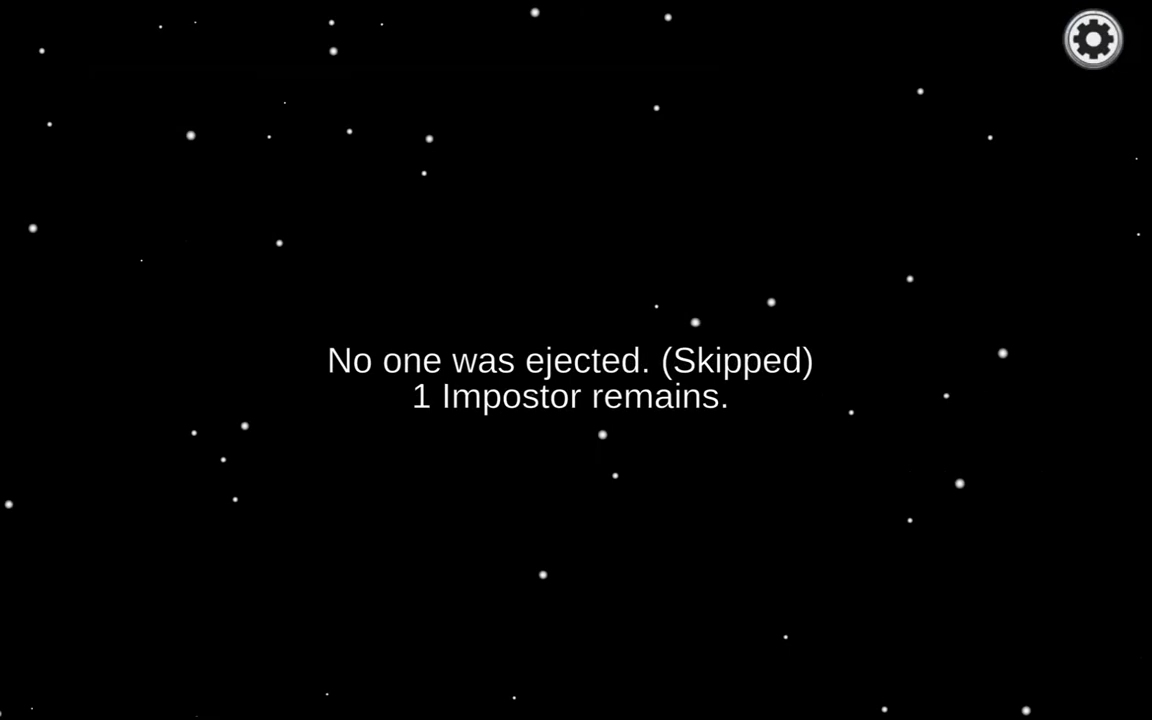 No one was ejected. (Skipped)
1 Impostor remains.